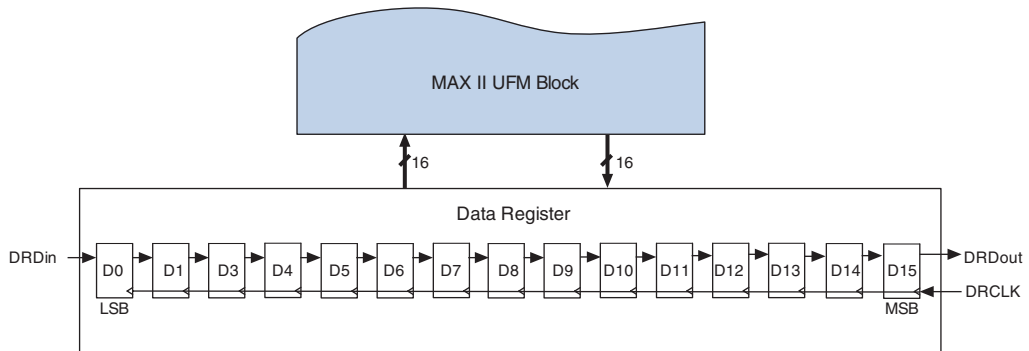 MAX II UFM Block
16
16
Data Register
DRDin
D0
D1
D3
D4
D5
D6
D7
D8
D9
D10
D11
D12
D13
D14
D15
DRDout
DRCLK
LSB
MSB